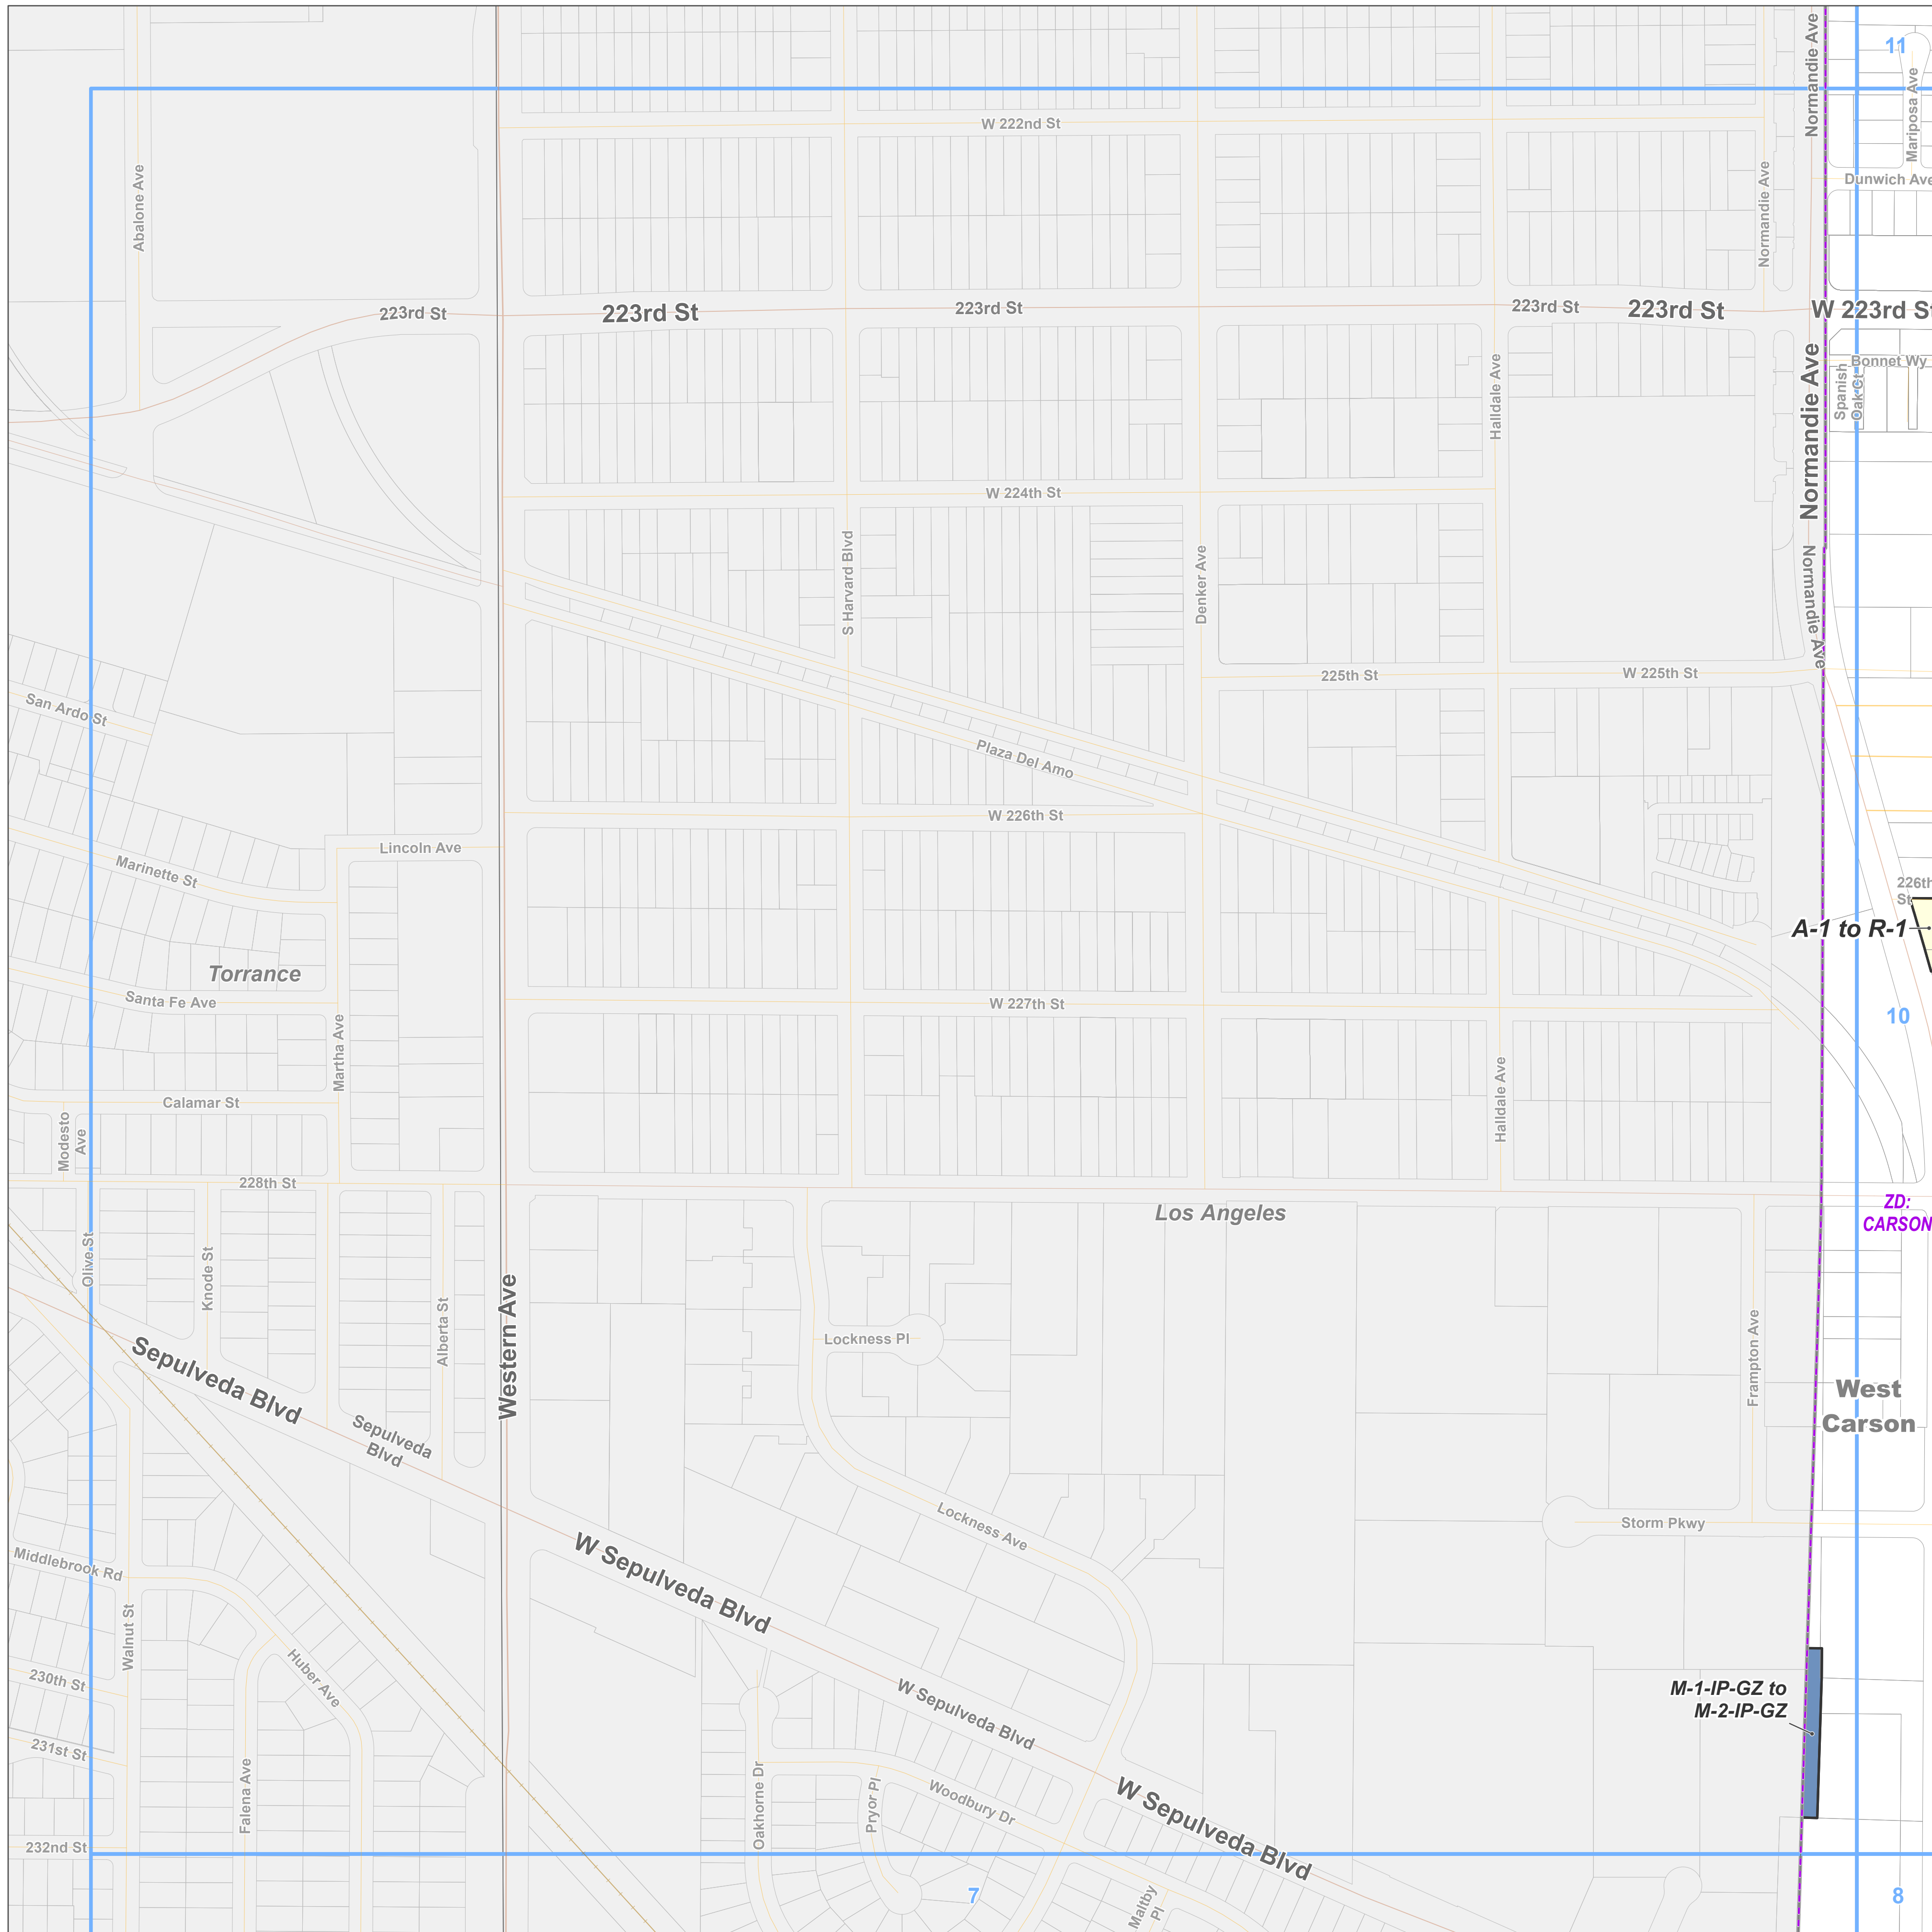 Normandie Ave
11
Mariposa Ave
W 222nd St
Abalone Ave
Normandie Ave
Dunwich Ave
223rd St
223rd St
223rd St
223rd St
223rd St
W 223rd St
Normandie Ave
Halldale Ave
Bonnet Wy
Spanish
Oak Ct
W 224th St
S Harvard Blvd
Denker Ave
Normandie Ave
225th St
W 225th St
San Ardo St
Plaza Del Amo
W 226th St
Lincoln Ave
Marinette St
226th
St
A-1 to R-1
Torrance
Santa Fe Ave
W 227th St
10
Martha Ave
Halldale Ave
Calamar St
Modesto
Ave
228th St
ZD:
CARSON
Los Angeles
Olive St
Knode St
Alberta St
Western Ave
Lockness Pl
Frampton Ave
Sepulveda Blvd
West
Carson
Sepulveda
Blvd
Lockness Ave
Storm Pkwy
W Sepulveda Blvd
Middlebrook Rd
Walnut St
Huber Ave
230th St
W Sepulveda Blvd
M-1-IP-GZ to
M-2-IP-GZ
231st St
Falena Ave
Oakhorne Dr
Pryor Pl
Woodbury Dr
W Sepulveda Blvd
232nd St
7
Maltby
Pl
8